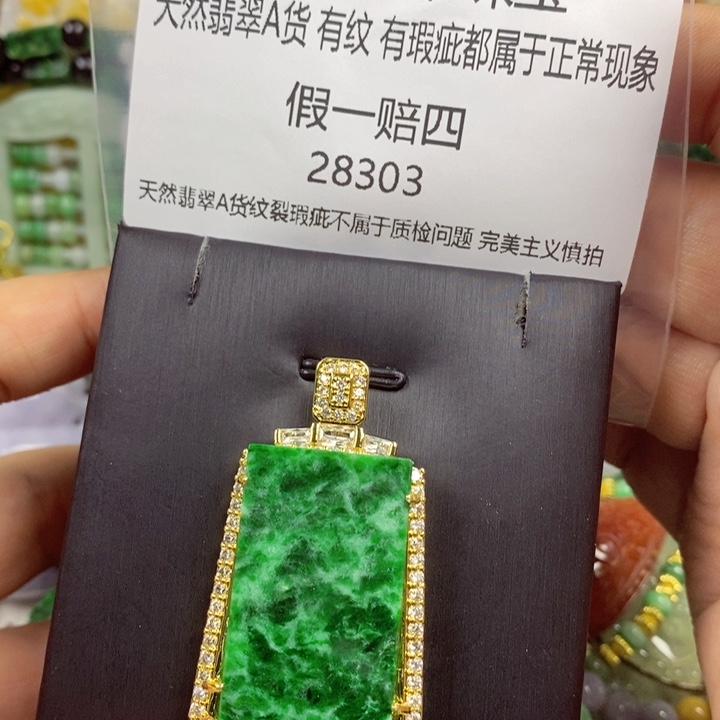 天然翡翠A货 有纹 有瑕疵都属于正常现象
假一赔四
28303
天然翡翠A货纹裂瑕疵不属于质检问题 完美主义慎拍